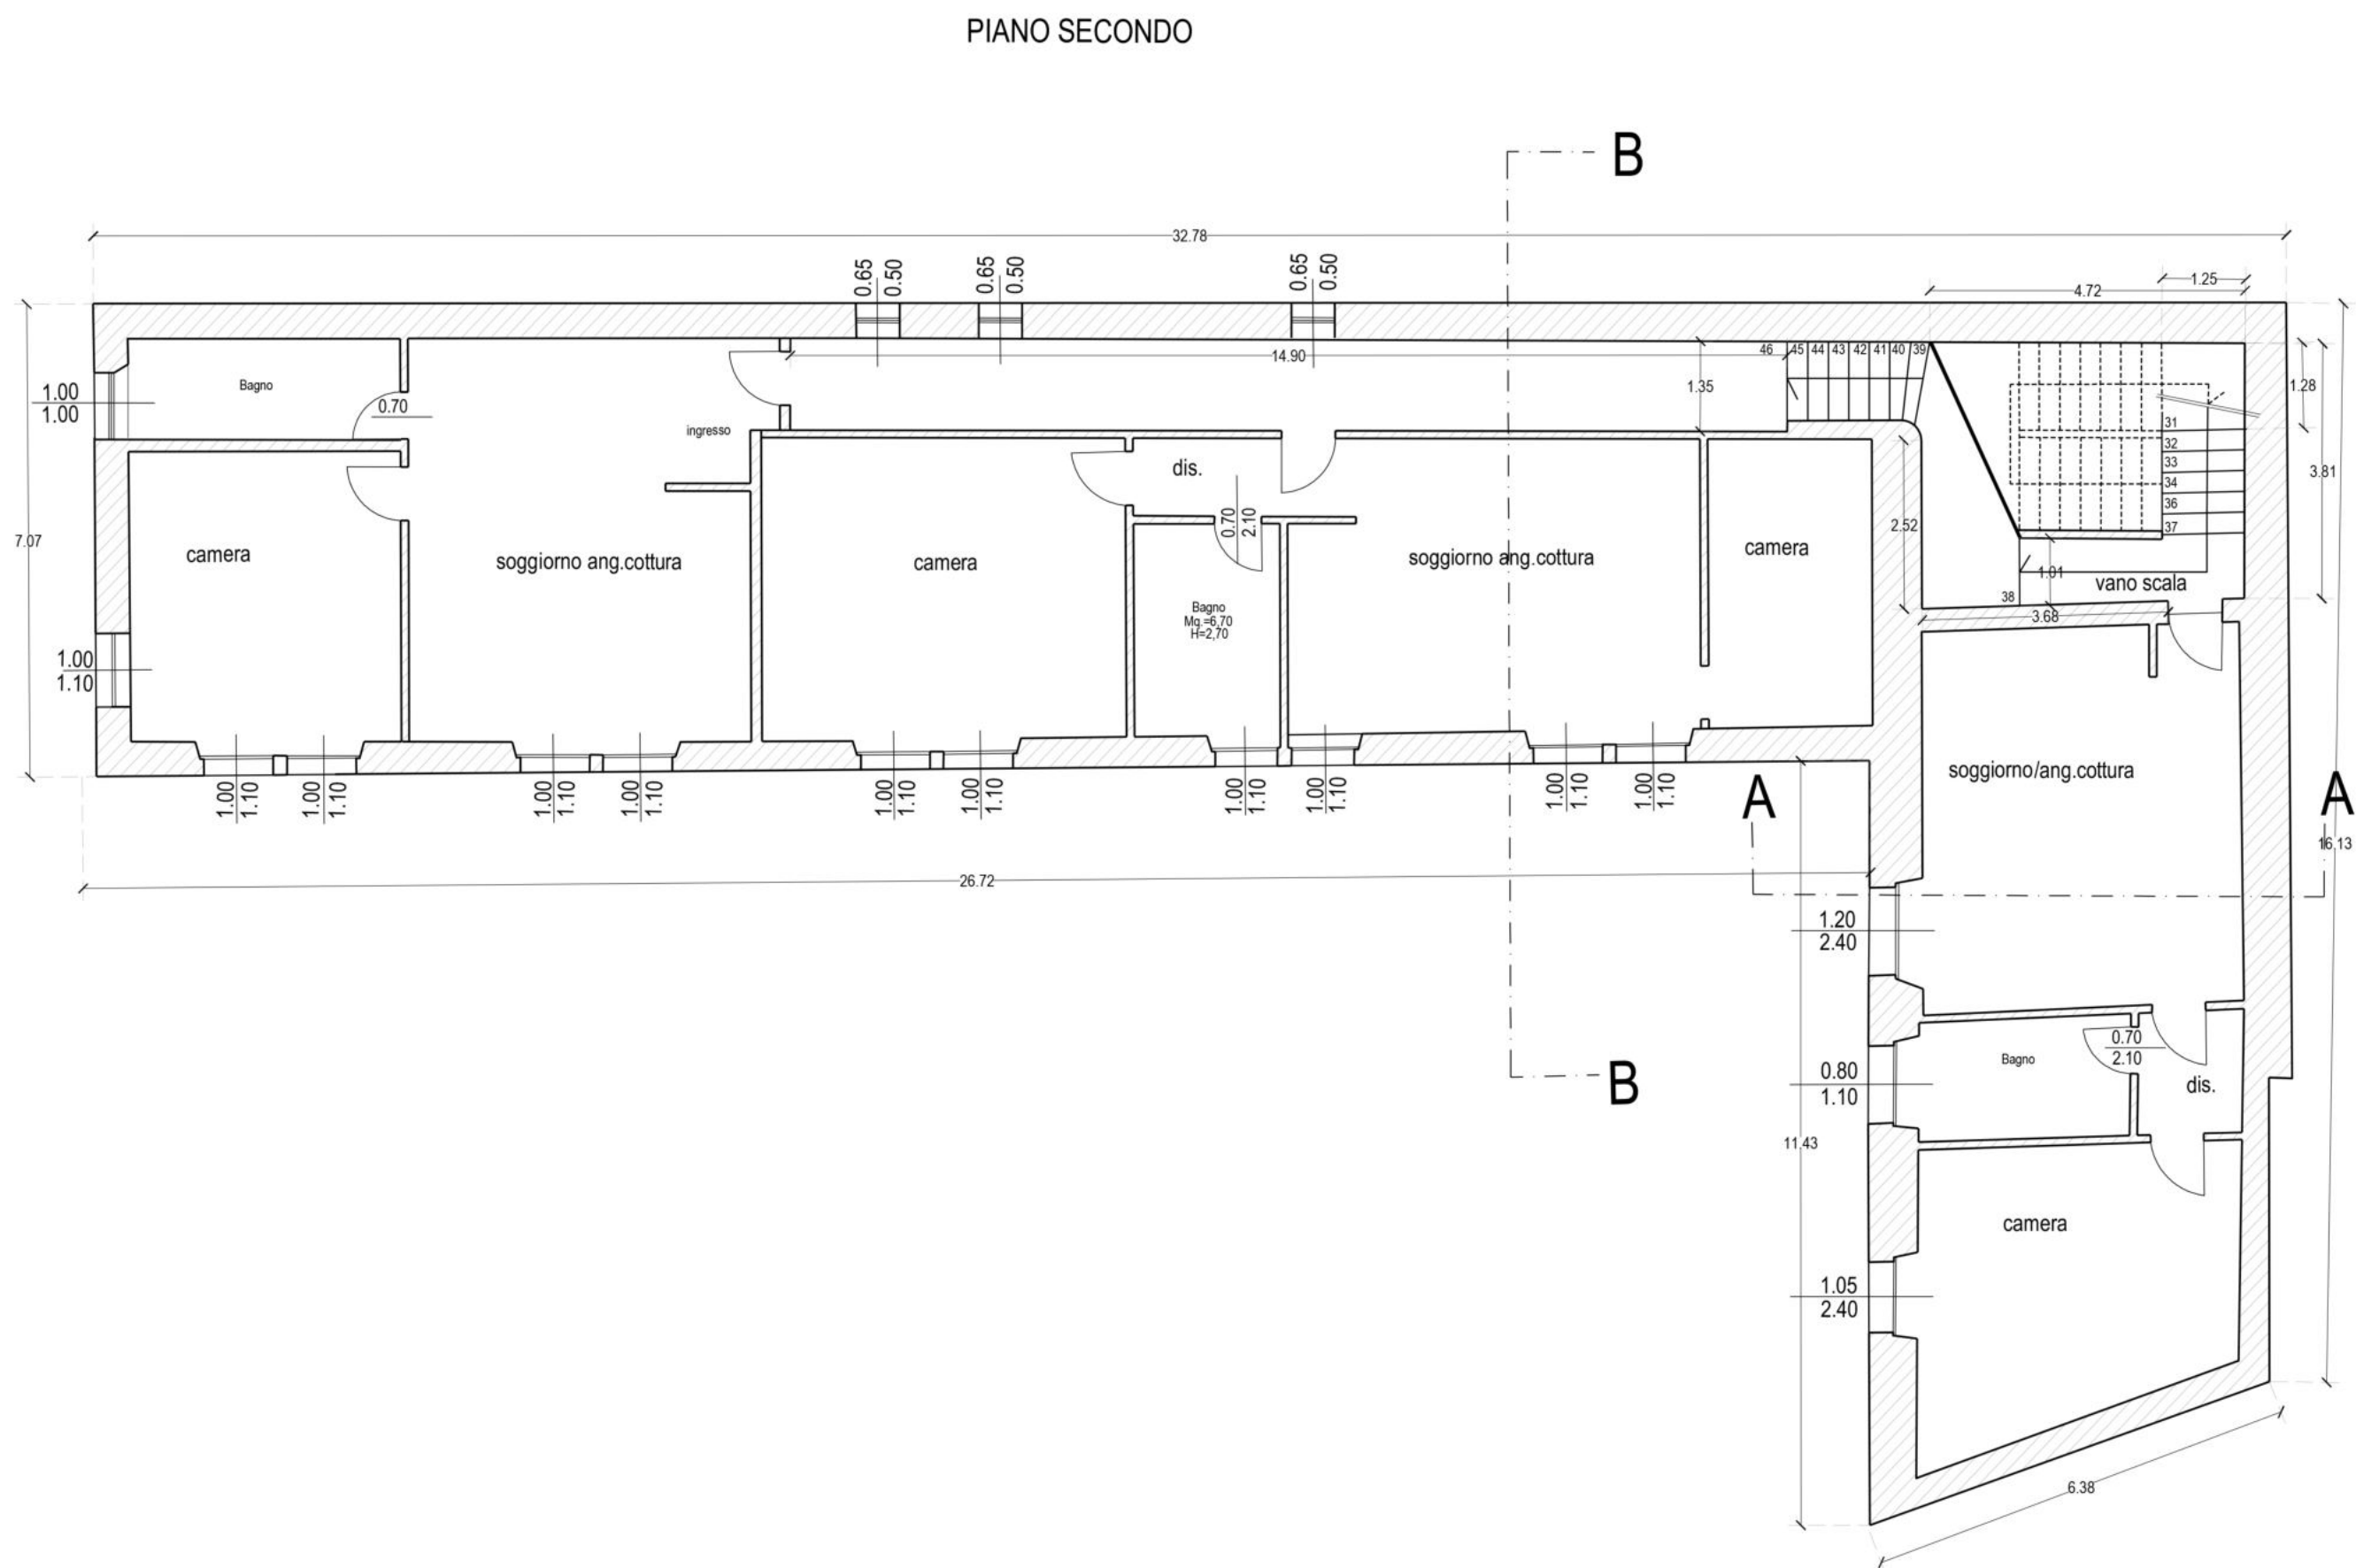 PIANO SECONDO
B
32.78
0.65
0.50
0.65
0.50
0.65
0.50
1.25
4.72
14.90
46 45 44 43 42 41 40 39
1.35
1.28
1.00
1.00
Bagno
0.70
ingresso
dis.
31
32
33
34
36
37
3.81
2.52
7.07
camera
soggiorno ang.cottura
camera
0.70
2.10
soggiorno ang.cottura
camera
Bagno
Mq.=6,70
H=2,70
1.01
vano scala
38
3.68
1.00
1.10
1.00
1.10
1.00
1.10
1.00
1.10
1.00
1.10
1.00
1.10
1.00
1.10
1.00
1.10
1.00
1.10
1.00
1.10
1.00
1.10
soggiorno/ang.cottura
A
A
16,13
26.72
1.20
2.40
B
0.70
2.10
Bagno
dis.
0.80
1.10
11.43
camera
1.05
2.40
6.38